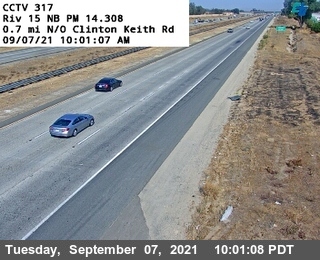 CCTV 317
Riv 15 NB PM 14.308
0.7 mi N/O Clinton Keith Rd
09/07/21 10:01:07 AM
Tuesday, September 07, 2021 10:01:08 PDT